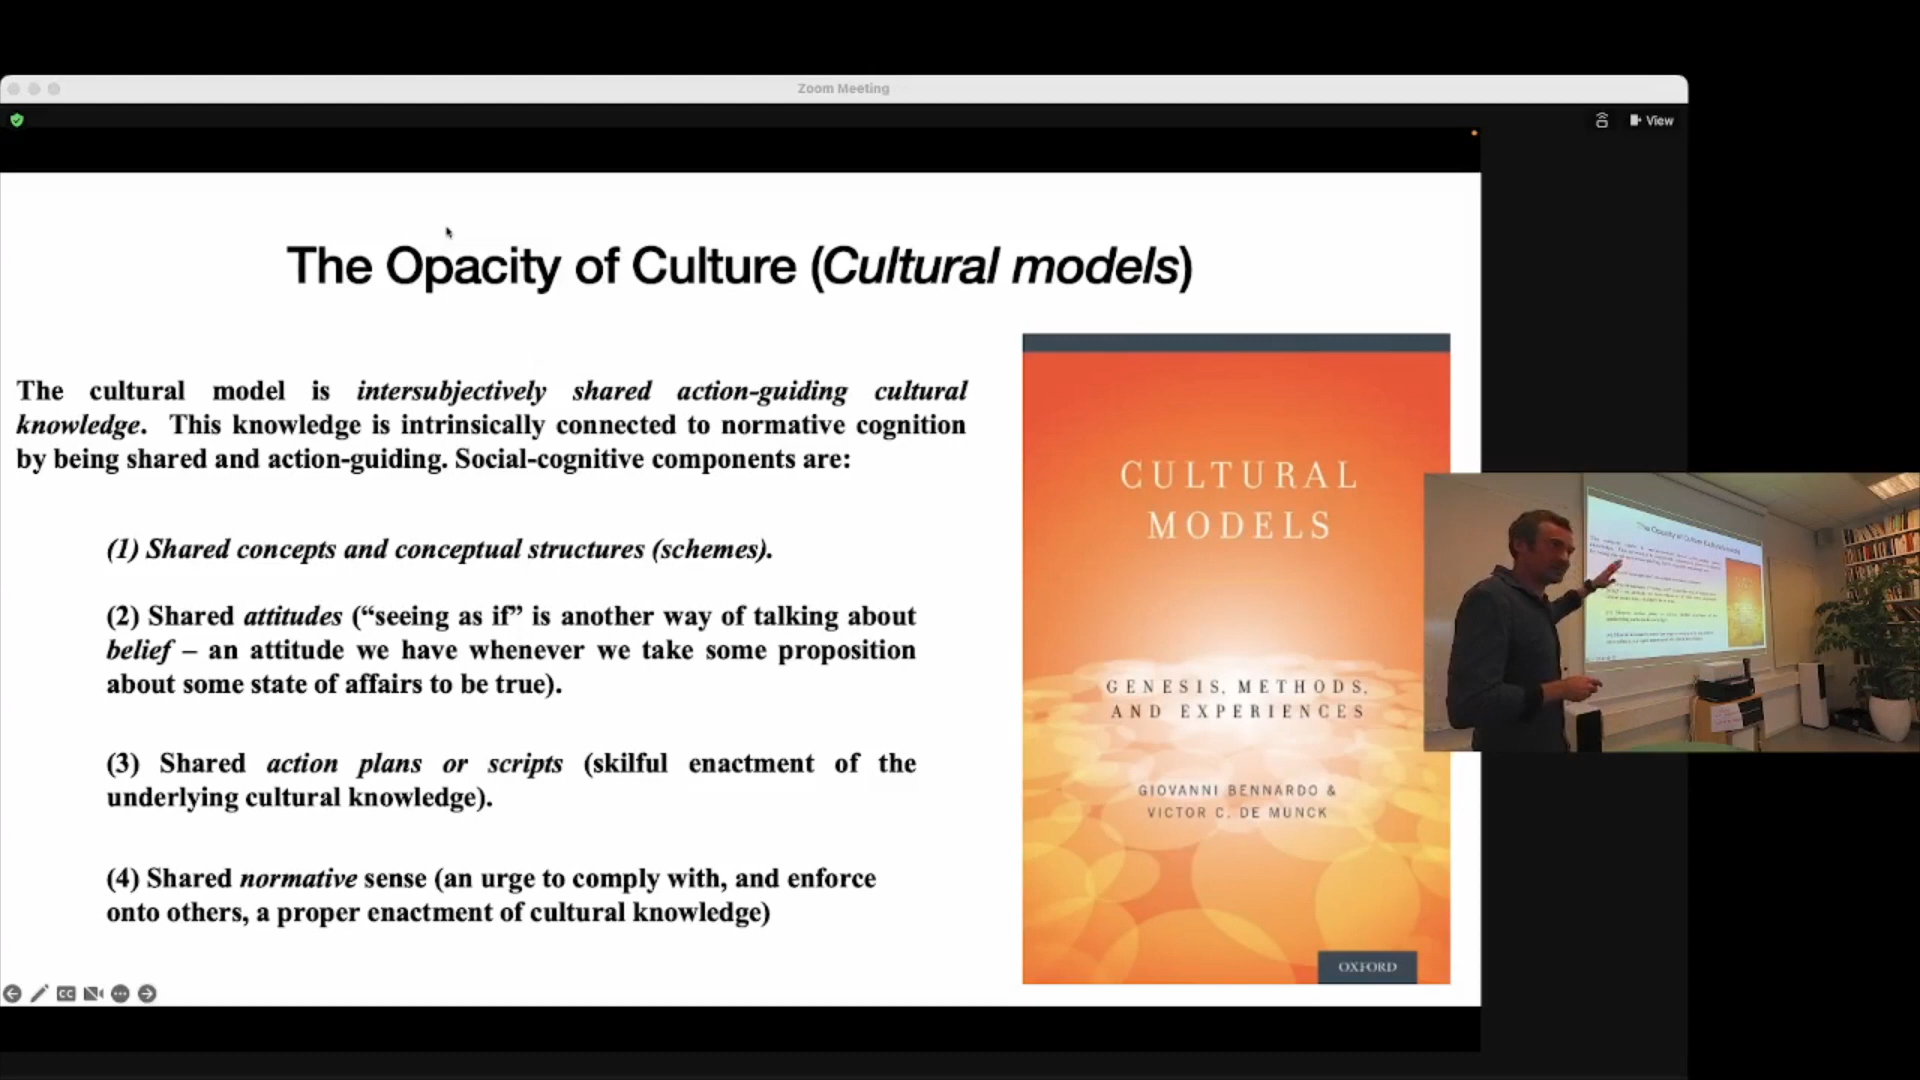 Zoom Meeting
View
The Opacity of Culture (Cultural models)
The cultural model is intersubjectively shared action-guiding cultural
knowledge. This knowledge is intrinsically connected to normative cognition
by being shared and action-guiding. Social-cognitive components are:
(1) Shared concepts and conceptual structures (schemes).
(2) Shared attitudes (“seeing as if” is another way of talking about
belief – an attitude we have whenever we take some proposition
about some state of affairs to be true).
(3) Shared action plans or scripts (skilful enactment of the
underlying cultural knowledge).
(4) Shared normative sense (an urge to comply with, and enforce
onto others, a proper enactment of cultural knowledge)
CULTURAL
MODELS
GENESIS, METHODS,
AND EXPERIENCES
GIOVANNI BENNARDO &
VICTOR C. DE MUNCK
OXFORD
CC